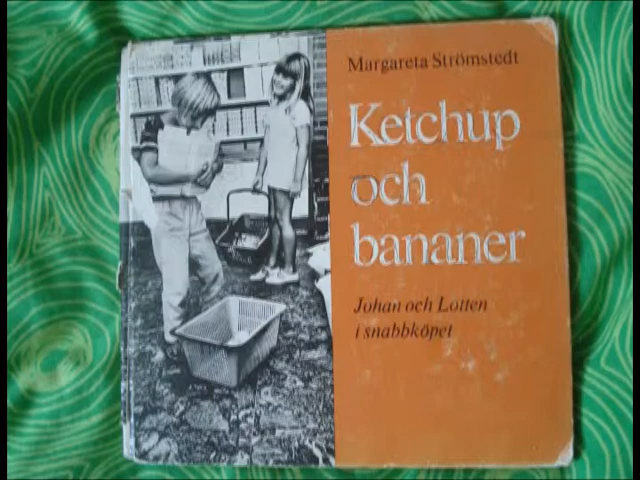 Margareta Strömstedt
Ketchup
och
bananer
Johan och Lotten
i snabbköpet